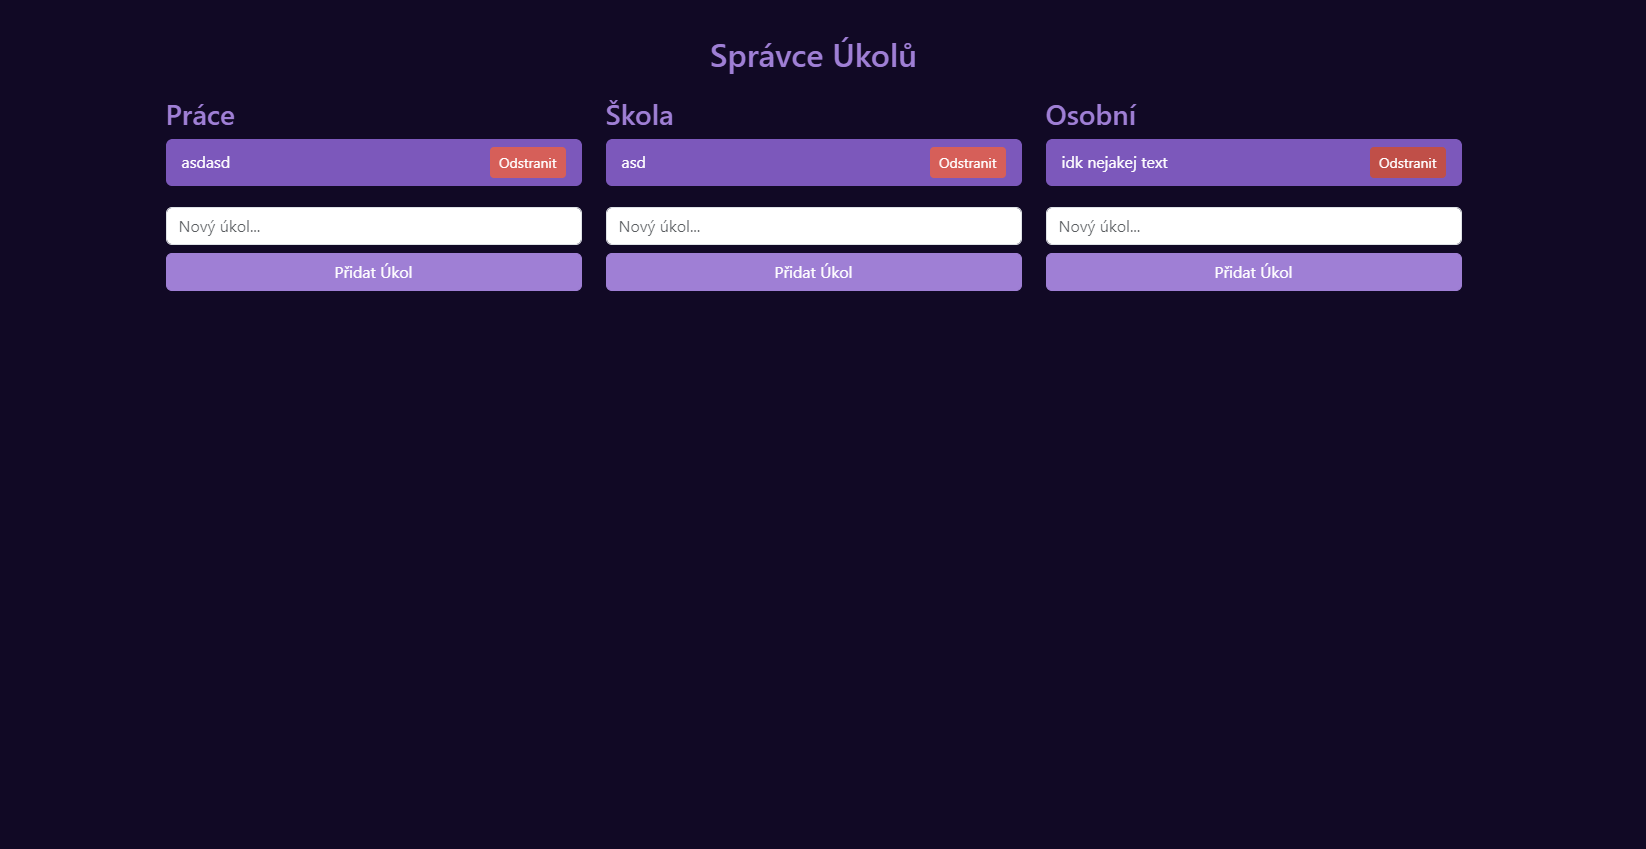 Správce Úkolů
Práce
asdasd Odstranit
Nový úkol...
Přidat Úkol
Škola
asd Odstranit
Nový úkol...
Přidat Úkol
Osobní
idk nejakej text Odstranit
Nový úkol...
Přidat Úkol